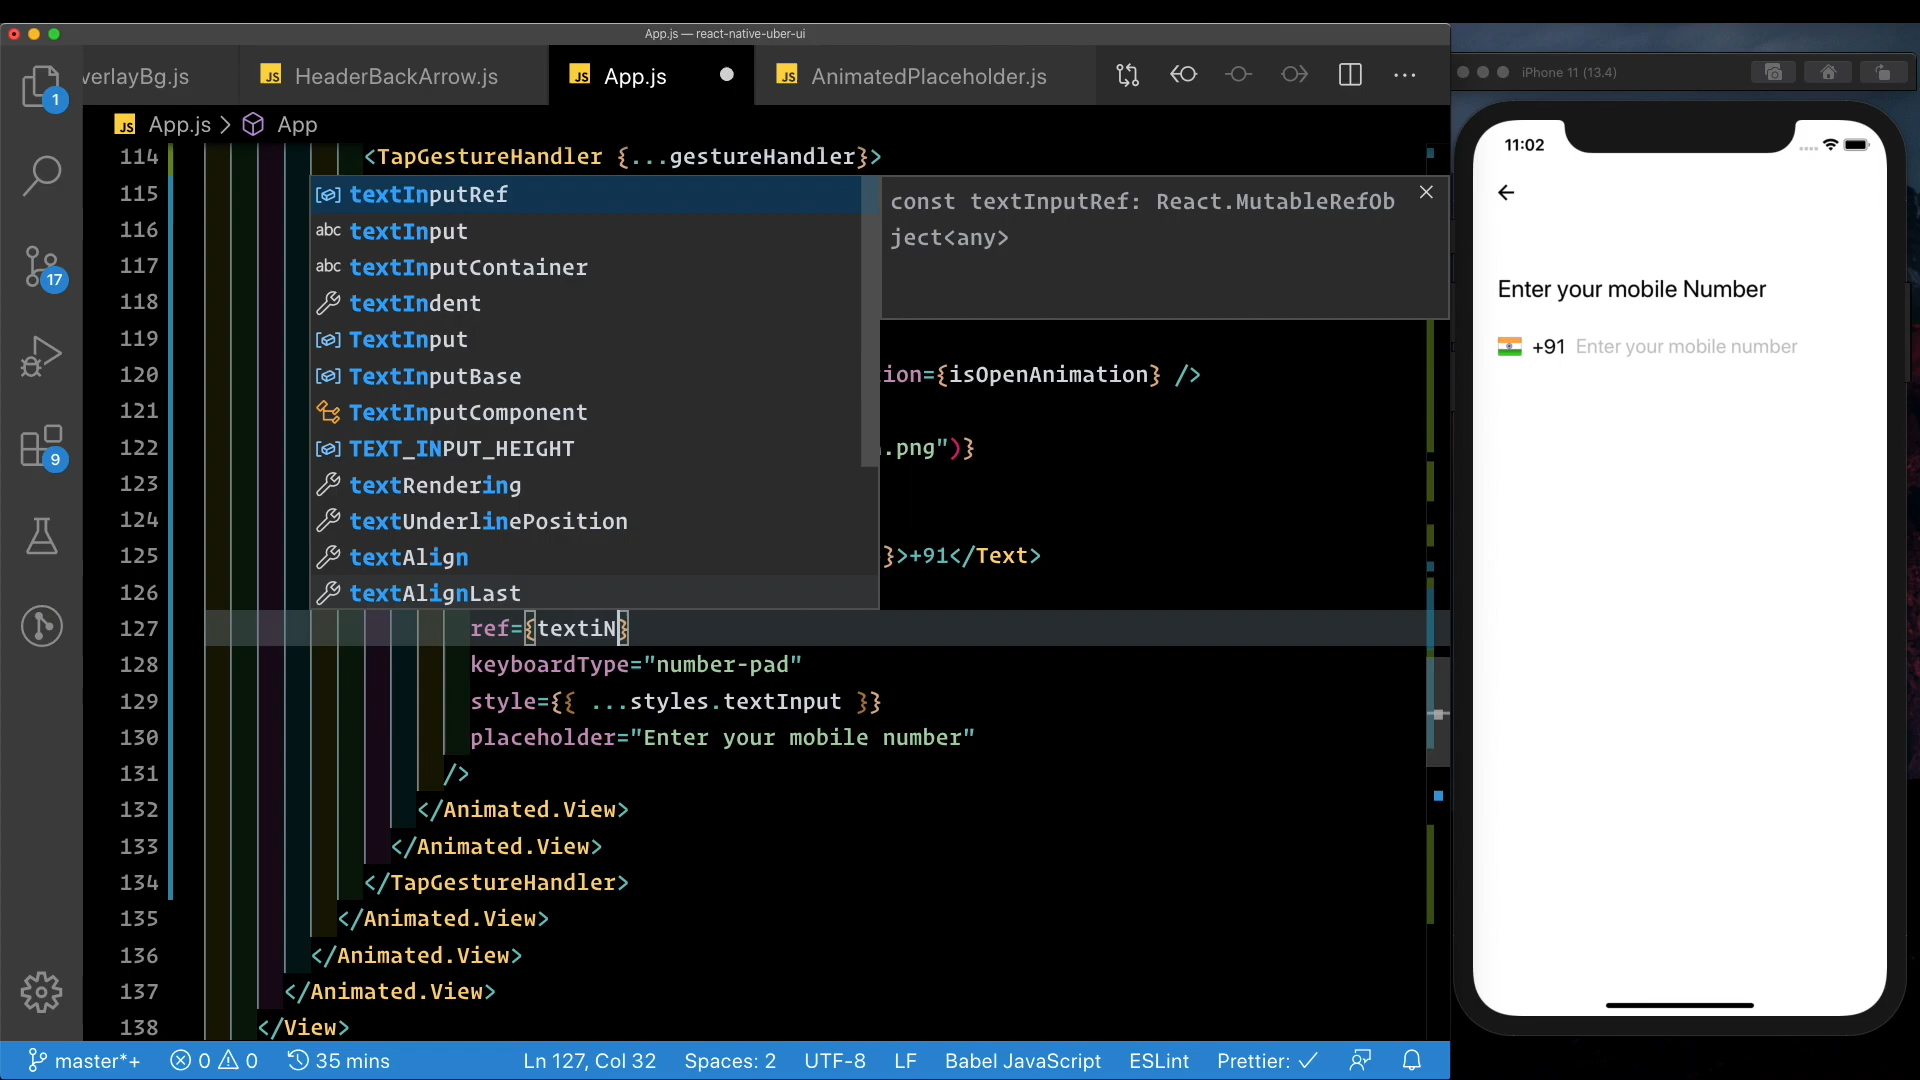 App.js — react-native-uber-ui
verlayBg.js
JS HeaderBackArrow.js
JS App.js
JS AnimatedPlaceholder.js
JS App.js > App
114 <TapGestureHandler {...gestureHandler}>
115
116
117
118
119
120 ion={isOpenAnimation} />
121
122 .png")}
123
124
125 }>+91</Text>
126
127 ref={textiN}
128 keyboardType="number-pad"
129 style={{ ...styles.textInput }}
130 placeholder="Enter your mobile number"
131 />
132 </Animated.View>
133 </Animated.View>
134 </TapGestureHandler>
135 </Animated.View>
136 </Animated.View>
137 </Animated.View>
138 </View>
textInputRef
abc textInput
abc textInputContainer
textIndent
TextInput
TextInputBase
TextInputComponent
TEXT_INPUT_HEIGHT
textRendering
textUnderlinePosition
textAlign
textAlignLast
const textInputRef: React.MutableRefOb
ject<any>
1
17
9
master*+ 0 0 35 mins Ln 127, Col 32 Spaces: 2 UTF-8 LF Babel JavaScript ESLint Prettier: ✓
iPhone 11 (13.4)
11:02
Enter your mobile Number
+91 Enter your mobile number